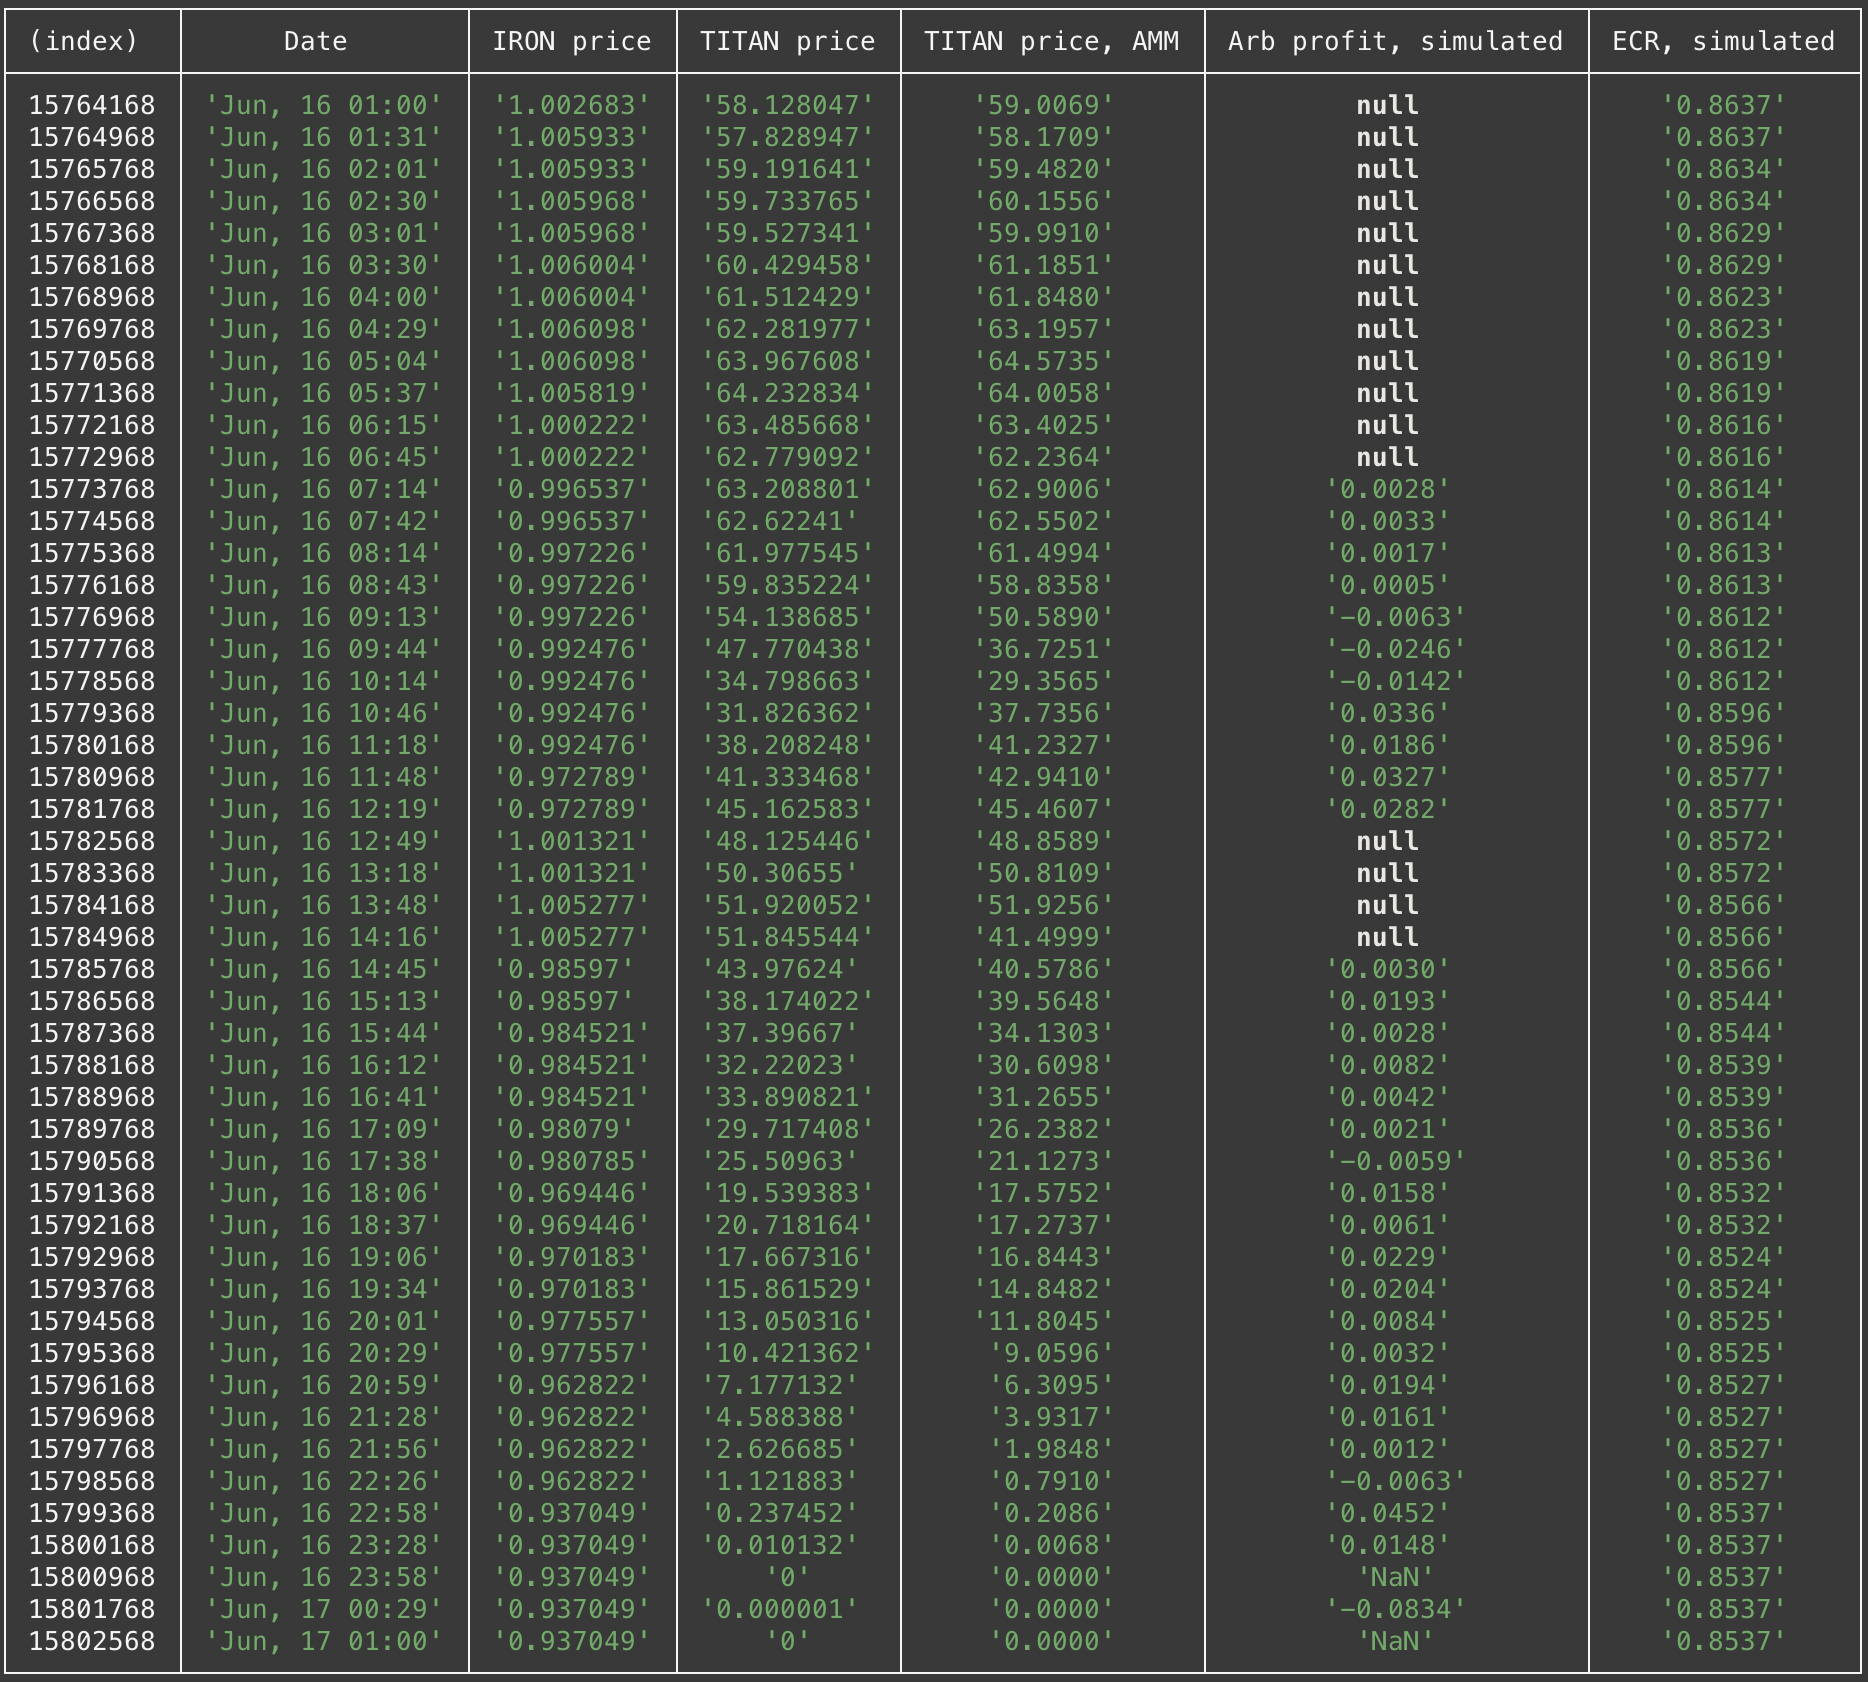 (index) Date IRON price TITAN price TITAN price, AMM Arb profit, simulated ECR, simulated
15764168 'Jun, 16 01:00' '1.002683' '58.128047' '59.0069' null '0.8637'
15764968 'Jun, 16 01:31' '1.005933' '57.828947' '58.1709' null '0.8637'
15765768 'Jun, 16 02:01' '1.005933' '59.191641' '59.4820' null '0.8634'
15766568 'Jun, 16 02:30' '1.005968' '59.733765' '60.1556' null '0.8634'
15767368 'Jun, 16 03:01' '1.005968' '59.527341' '59.9910' null '0.8629'
15768168 'Jun, 16 03:30' '1.006004' '60.429458' '61.1851' null '0.8629'
15768968 'Jun, 16 04:00' '1.006004' '61.512429' '61.8480' null '0.8623'
15769768 'Jun, 16 04:29' '1.006098' '62.281977' '63.1957' null '0.8623'
15770568 'Jun, 16 05:04' '1.006098' '63.967608' '64.5735' null '0.8619'
15771368 'Jun, 16 05:37' '1.005819' '64.232834' '64.0058' null '0.8619'
15772168 'Jun, 16 06:15' '1.000222' '63.485668' '63.4025' null '0.8616'
15772968 'Jun, 16 06:45' '1.000222' '62.779092' '62.2364' null '0.8616'
15773768 'Jun, 16 07:14' '0.996537' '63.208801' '62.9006' '0.0028' '0.8614'
15774568 'Jun, 16 07:42' '0.996537' '62.62241' '62.5502' '0.0033' '0.8614'
15775368 'Jun, 16 08:14' '0.997226' '61.977545' '61.4994' '0.0017' '0.8613'
15776168 'Jun, 16 08:43' '0.997226' '59.835224' '58.8358' '0.0005' '0.8613'
15776968 'Jun, 16 09:13' '0.997226' '54.138685' '50.5890' '-0.0063' '0.8612'
15777768 'Jun, 16 09:44' '0.992476' '47.770438' '36.7251' '-0.0246' '0.8612'
15778568 'Jun, 16 10:14' '0.992476' '34.798663' '29.3565' '-0.0142' '0.8612'
15779368 'Jun, 16 10:46' '0.992476' '31.826362' '37.7356' '0.0336' '0.8596'
15780168 'Jun, 16 11:18' '0.992476' '38.208248' '41.2327' '0.0186' '0.8596'
15780968 'Jun, 16 11:48' '0.972789' '41.333468' '42.9410' '0.0327' '0.8577'
15781768 'Jun, 16 12:19' '0.972789' '45.162583' '45.4607' '0.0282' '0.8577'
15782568 'Jun, 16 12:49' '1.001321' '48.125446' '48.8589' null '0.8572'
15783368 'Jun, 16 13:18' '1.001321' '50.30655' '50.8109' null '0.8572'
15784168 'Jun, 16 13:48' '1.005277' '51.920052' '51.9256' null '0.8566'
15784968 'Jun, 16 14:16' '1.005277' '51.845544' '41.4999' null '0.8566'
15785768 'Jun, 16 14:45' '0.98597' '43.97624' '40.5786' '0.0030' '0.8566'
15786568 'Jun, 16 15:13' '0.98597' '38.174022' '39.5648' '0.0193' '0.8544'
15787368 'Jun, 16 15:44' '0.984521' '37.39667' '34.1303' '0.0028' '0.8544'
15788168 'Jun, 16 16:12' '0.984521' '32.22023' '30.6098' '0.0082' '0.8539'
15788968 'Jun, 16 16:41' '0.984521' '33.890821' '31.2655' '0.0042' '0.8539'
15789768 'Jun, 16 17:09' '0.98079' '29.717408' '26.2382' '0.0021' '0.8536'
15790568 'Jun, 16 17:38' '0.980785' '25.50963' '21.1273' '-0.0059' '0.8536'
15791368 'Jun, 16 18:06' '0.969446' '19.539383' '17.5752' '0.0158' '0.8532'
15792168 'Jun, 16 18:37' '0.969446' '20.718164' '17.2737' '0.0061' '0.8532'
15792968 'Jun, 16 19:06' '0.970183' '17.667316' '16.8443' '0.0229' '0.8524'
15793768 'Jun, 16 19:34' '0.970183' '15.861529' '14.8482' '0.0204' '0.8524'
15794568 'Jun, 16 20:01' '0.977557' '13.050316' '11.8045' '0.0084' '0.8525'
15795368 'Jun, 16 20:29' '0.977557' '10.421362' '9.0596' '0.0032' '0.8525'
15796168 'Jun, 16 20:59' '0.962822' '7.177132' '6.3095' '0.0194' '0.8527'
15796968 'Jun, 16 21:28' '0.962822' '4.588388' '3.9317' '0.0161' '0.8527'
15797768 'Jun, 16 21:56' '0.962822' '2.626685' '1.9848' '0.0012' '0.8527'
15798568 'Jun, 16 22:26' '0.962822' '1.121883' '0.7910' '-0.0063' '0.8527'
15799368 'Jun, 16 22:58' '0.937049' '0.237452' '0.2086' '0.0452' '0.8537'
15800168 'Jun, 16 23:28' '0.937049' '0.010132' '0.0068' '0.0148' '0.8537'
15800968 'Jun, 16 23:58' '0.937049' '0' '0.0000' 'NaN' '0.8537'
15801768 'Jun, 17 00:29' '0.937049' '0.000001' '0.0000' '-0.0834' '0.8537'
15802568 'Jun, 17 01:00' '0.937049' '0' '0.0000' 'NaN' '0.8537'